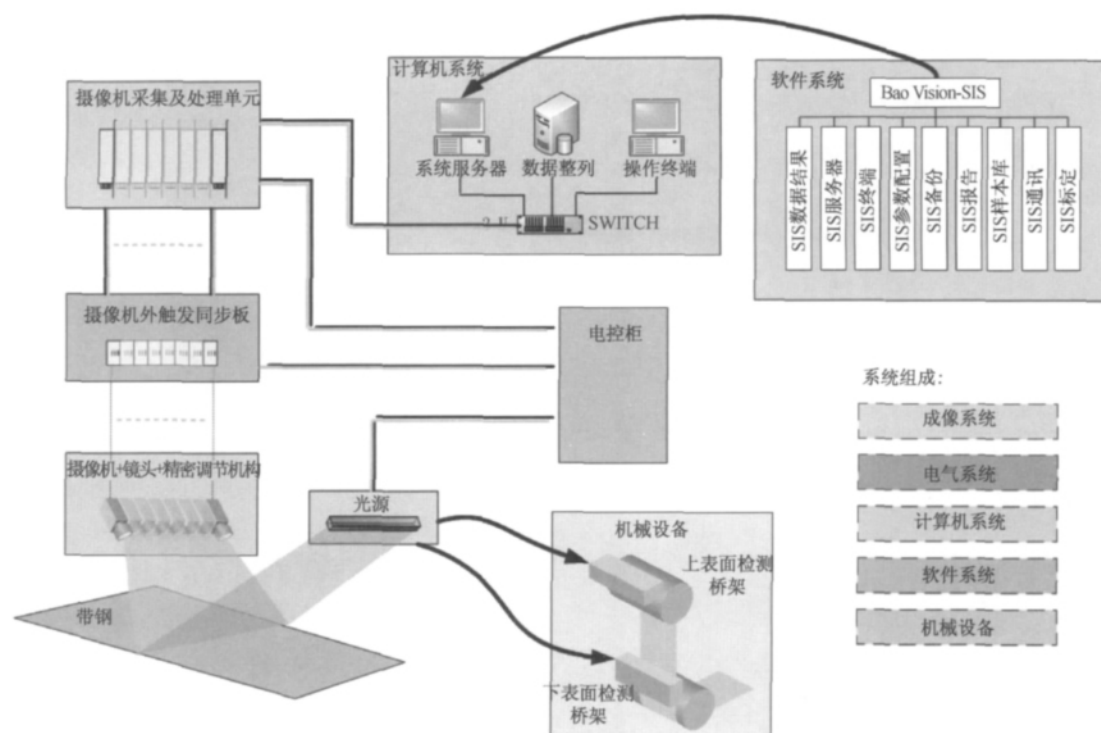 摄像机采集及处理单元
摄像机外触发同步板
摄像机+镜头+精密调节机构
带钢
光源
计算机系统
系统服务器
数据整列
操作终端
SWITCH
电控柜
机械设备
上表面检测
桥架
下表面检测
桥架
软件系统
Bao Vision-SIS
SIS数据结果
SIS服务器
SIS终端
SIS参数配置
SIS备份
SIS报告
SIS样本库
SIS通讯
SIS标定
系统组成：
成像系统
电气系统
计算机系统
软件系统
机械设备